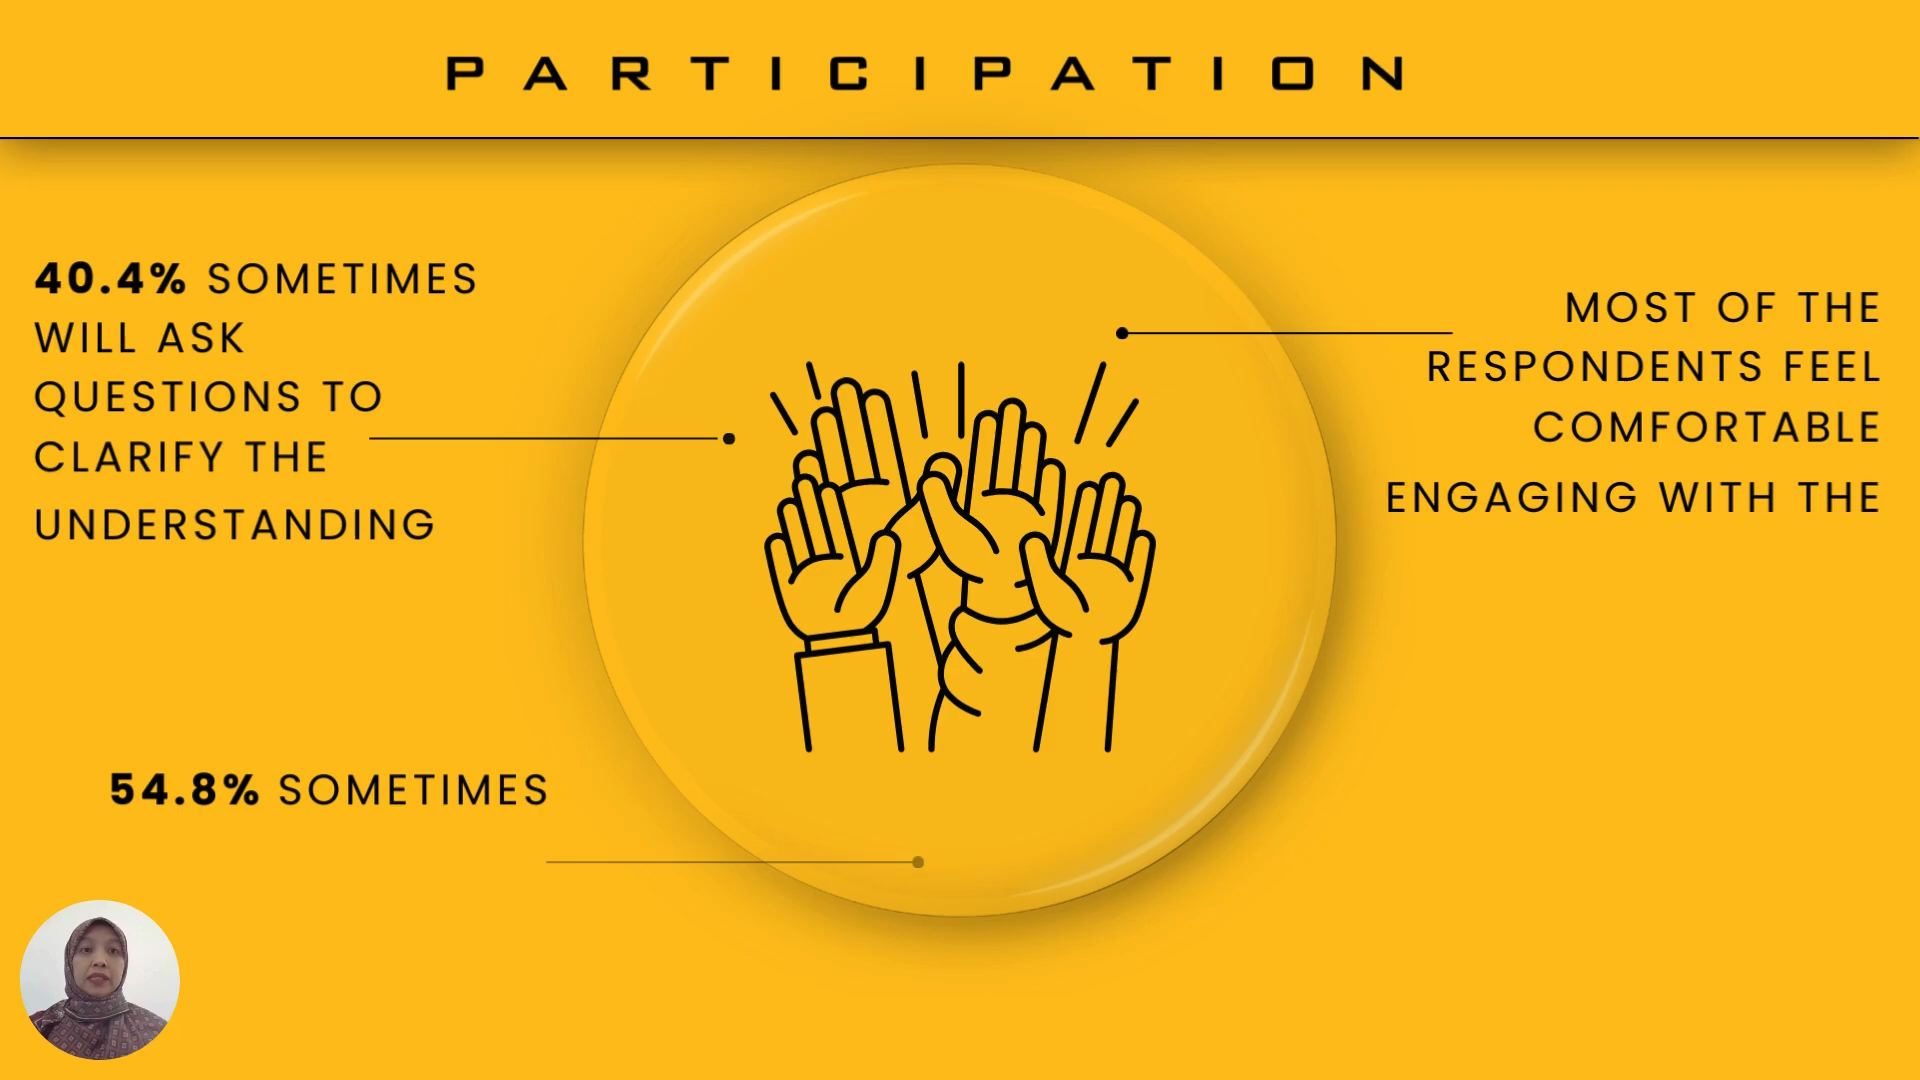 PARTICIPATION
40.4% SOMETIMES
WILL ASK
QUESTIONS TO
CLARIFY THE
UNDERSTANDING
MOST OF THE
RESPONDENTS FEEL
COMFORTABLE
ENGAGING WITH THE
54.8% SOMETIMES